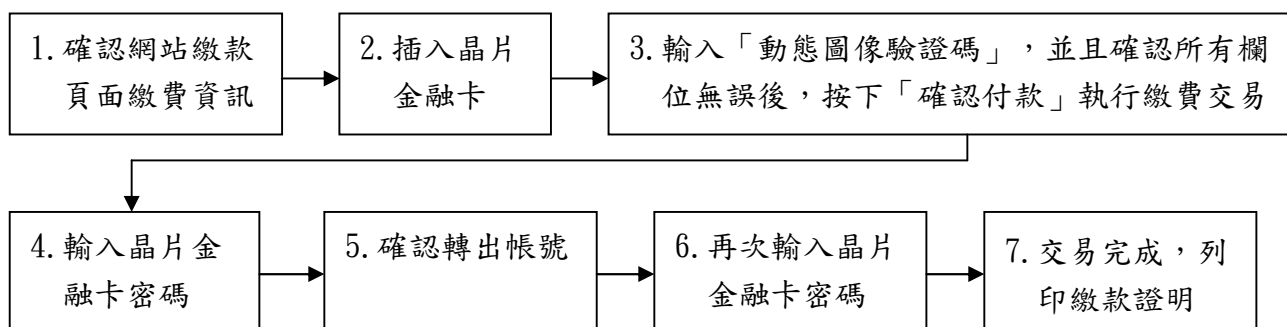 1.確認網站繳款
頁面繳費資訊
2.插入晶片
金融卡
3.輸入「動態圖像驗證碼」，並且確認所有欄
位無誤後，按下「確認付款」執行繳費交易
4.輸入晶片金
融卡密碼
5.確認轉出帳號
6.再次輸入晶片
金融卡密碼
7.交易完成，列
印繳款證明